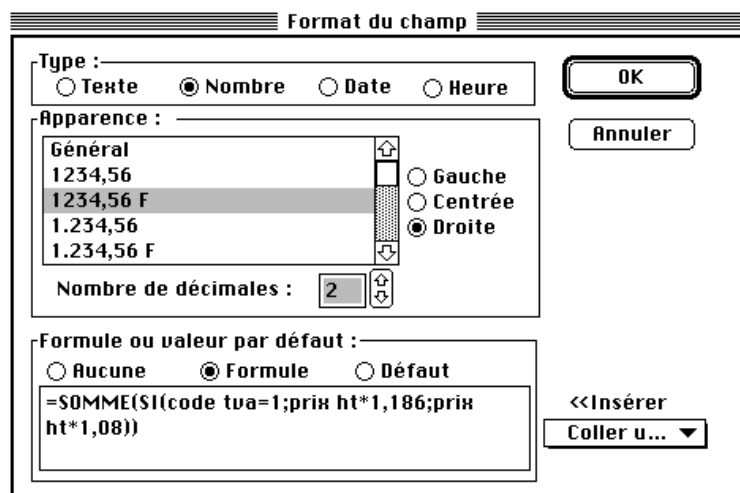 Format du champ
Type :
Texte Nombre Date Heure
OK
Annuler
Apparence :
Général
1234,56
1234,56 F
1.234,56
1.234,56 F
Gauche
Centrée
Droite
Nombre de décimales : 2
Formule ou valeur par défaut :
Aucune Formule Défaut
=SOMME(SI(code tva=1;prix ht*1,186;prix
ht*1,08))
<<Insérer
Coller u...